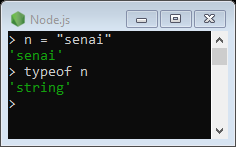 Node.js
> n = "senai"
'senai'
> typeof n
'string'
>